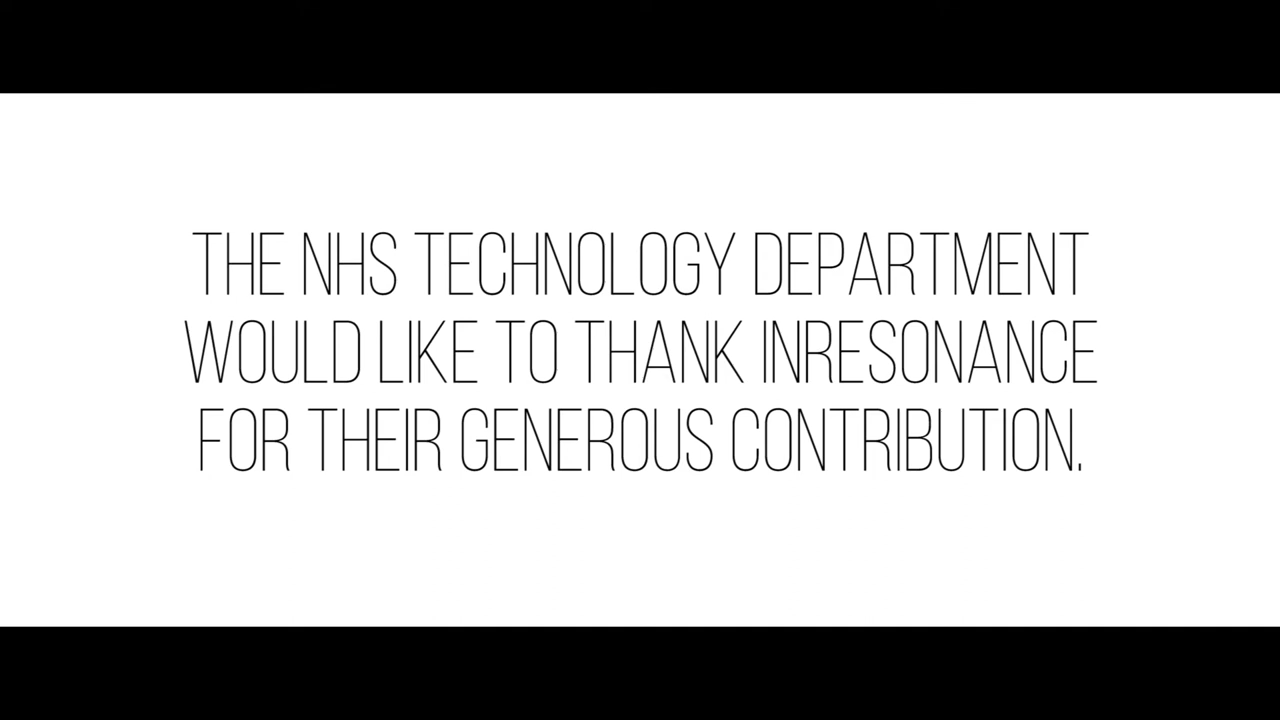 THE NHS TECHNOLOGY DEPARTMENT
WOULD LIKE TO THANK INRESONANCE
FOR THEIR GENEROUS CONTRIBUTION.